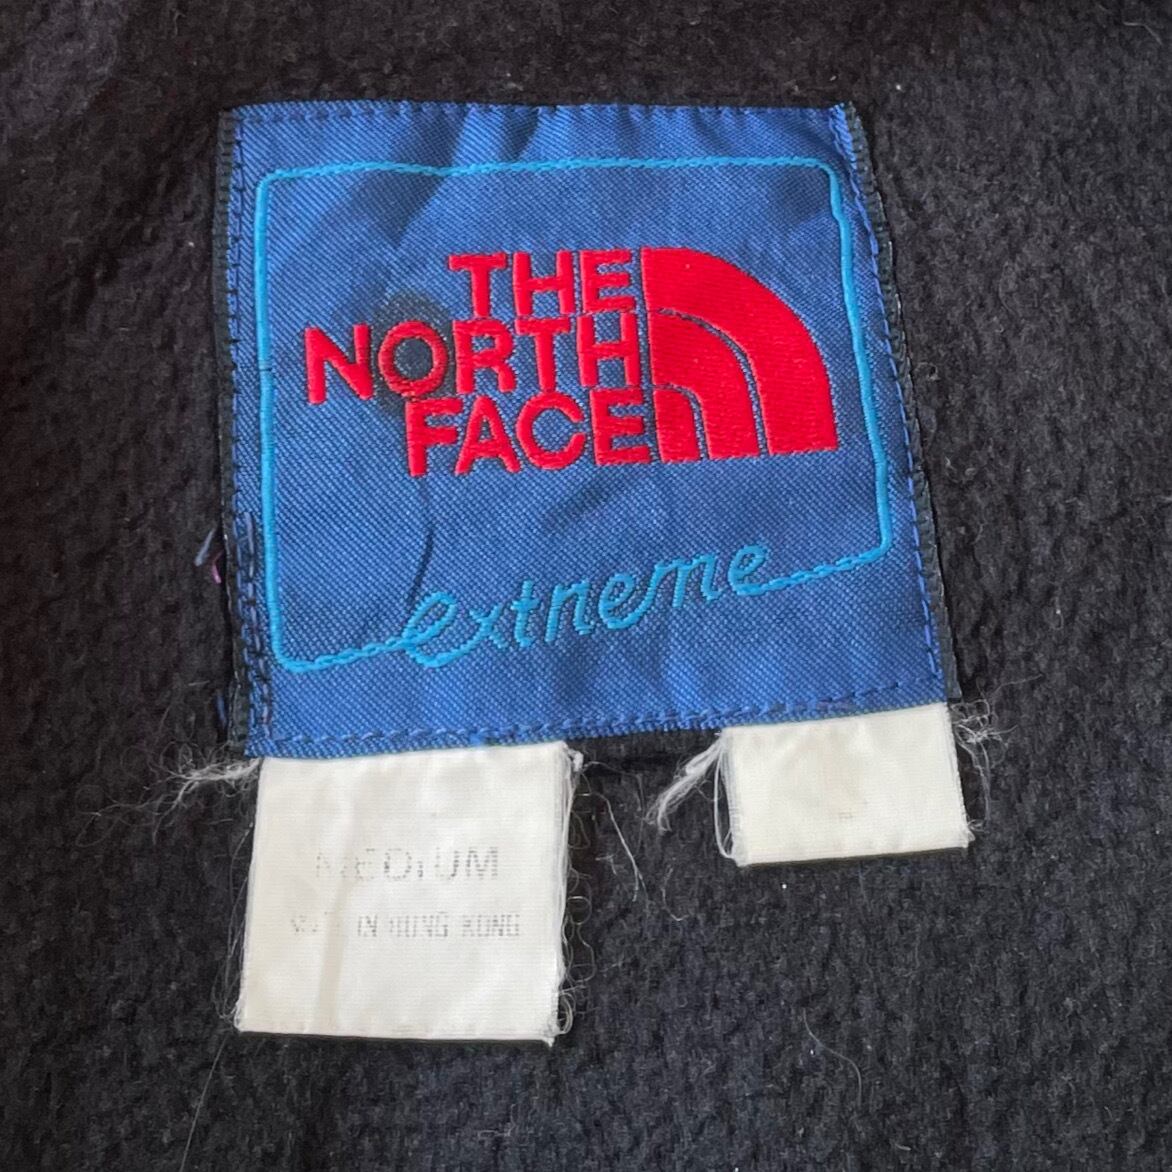 THE
NORTH
FACE
extreme
MEDIUM
IN HONG KONG